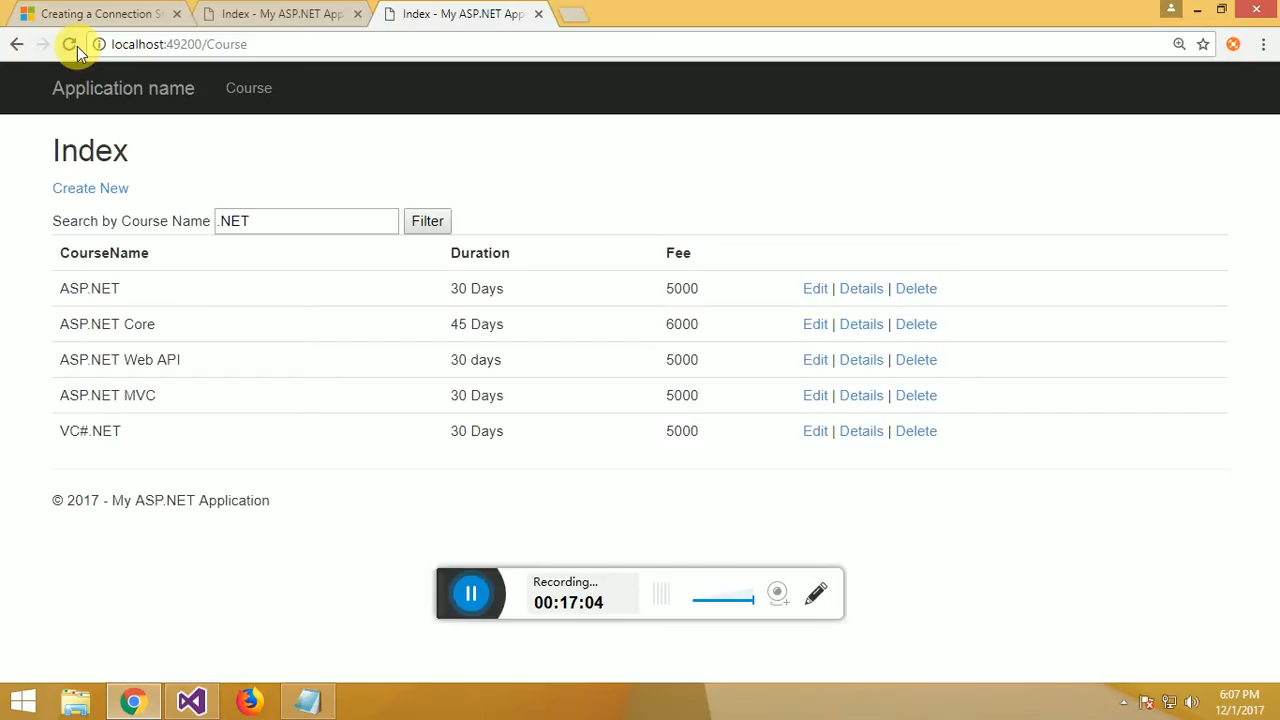 Creating a Connection S
Index - My ASP.NET App
Index - My ASP.NET App
localhost:49200/Course
Application name
Course
Index
Create New
Search by Course Name .NET Filter
CourseName Duration Fee
ASP.NET 30 Days 5000 Edit | Details | Delete
ASP.NET Core 45 Days 6000 Edit | Details | Delete
ASP.NET Web API 30 days 5000 Edit | Details | Delete
ASP.NET MVC 30 Days 5000 Edit | Details | Delete
VC#.NET 30 Days 5000 Edit | Details | Delete
© 2017 - My ASP.NET Application
Recording...
00:17:04
6:07 PM
12/1/2017